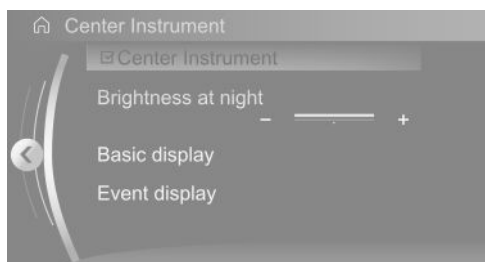 Center Instrument
Center Instrument
Brightness at night
- +
Basic display
Event display